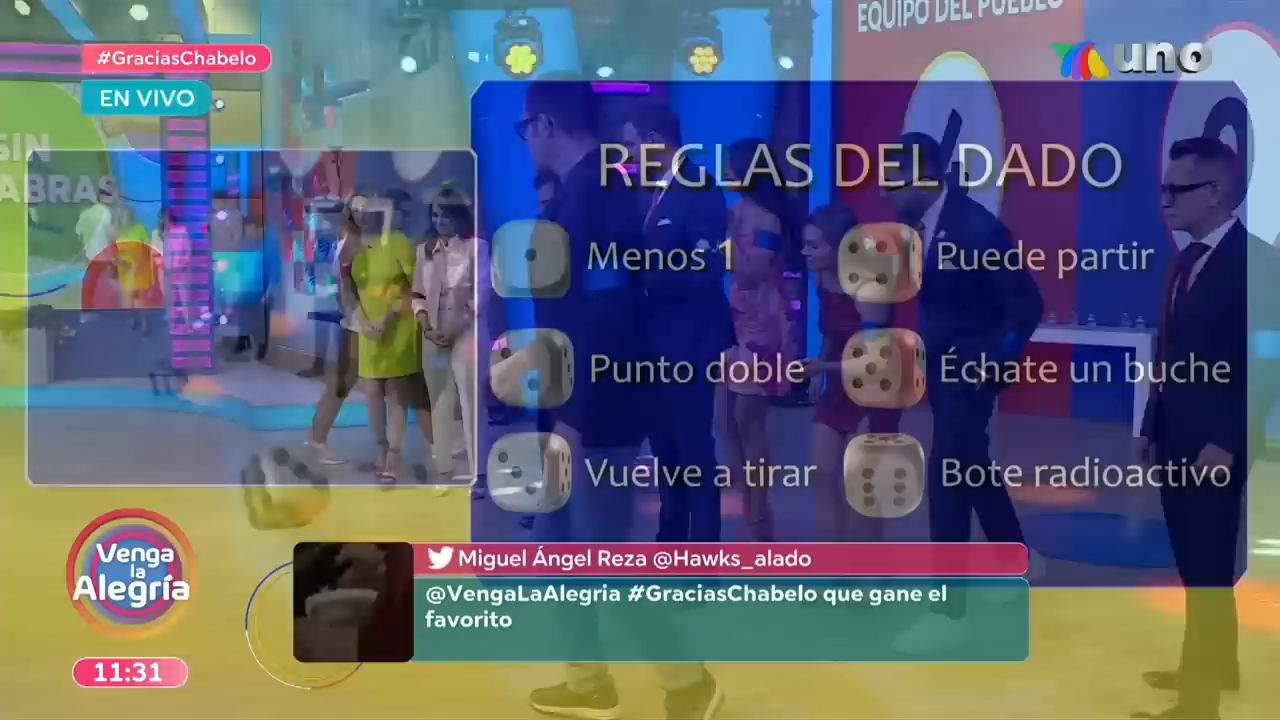 EQUIPO DEL PUEBLO
#GraciasChabelo
uno
EN VIVO
SIN
ABRAS
REGLAS DEL DADO
Menos 1
Puede partir
Punto doble
Échate un buche
Vuelve a tirar
Bote radioactivo
Venga
la
Alegría
Miguel Ángel Reza @Hawks_alado
@VengaLaAlegria #GraciasChabelo que gane el
favorito
11:31